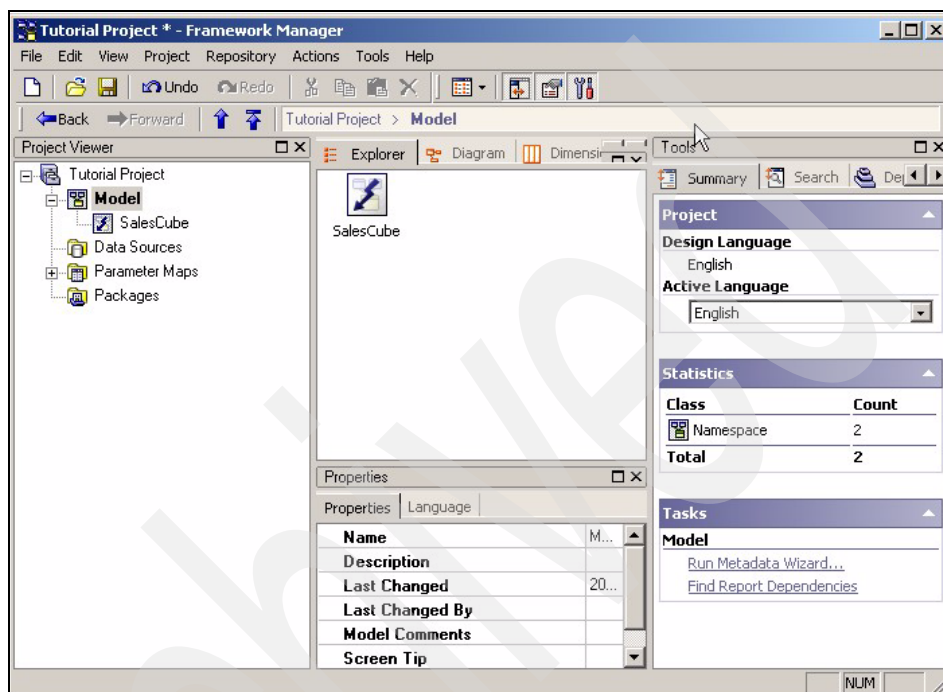 Tutorial Project * - Framework Manager
File Edit View Project Repository Actions Tools Help
Undo Redo
Back Forward Tutorial Project > Model
Project Viewer
Tutorial Project
Model
SalesCube
Data Sources
Parameter Maps
Packages
Explorer Diagram
SalesCube
Properties
Properties Language
Name M...
Description
Last Changed 20...
Last Changed By
Model Comments
Screen Tip
Tools
Summary Search
Project
Design Language
English
Active Language
English
Statistics
Class Count
Namespace 2
Total 2
Tasks
Model
Run Metadata Wizard...
Find Report Dependencies
NUM